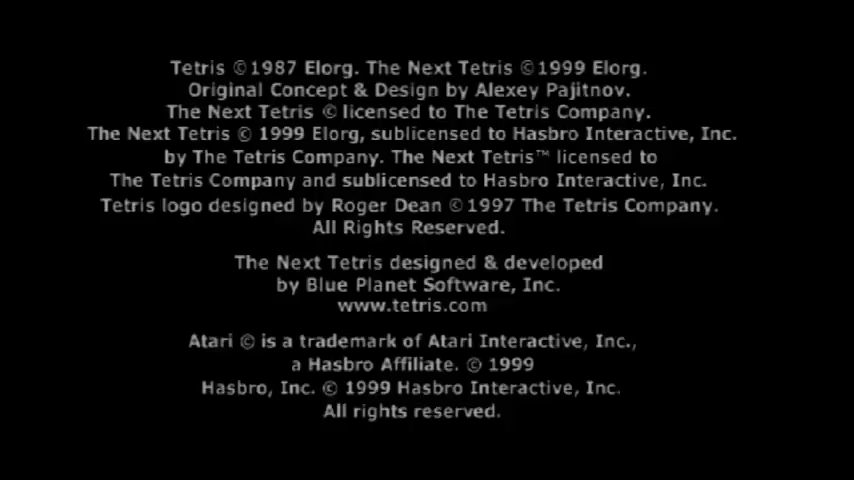 Tetris ©1987 Elorg. The Next Tetris ©1999 Elorg.
Original Concept & Design by Alexey Pajitnov.
The Next Tetris © licensed to The Tetris Company.
The Next Tetris © 1999 Elorg, sublicensed to Hasbro Interactive, Inc.
by The Tetris Company. The Next Tetris™ licensed to
The Tetris Company and sublicensed to Hasbro Interactive, Inc.
Tetris logo designed by Roger Dean ©1997 The Tetris Company.
All Rights Reserved.
The Next Tetris designed & developed
by Blue Planet Software, Inc.
www.tetris.com
Atari © is a trademark of Atari Interactive, Inc.,
a Hasbro Affiliate. © 1999
Hasbro, Inc. © 1999 Hasbro Interactive, Inc.
All rights reserved.